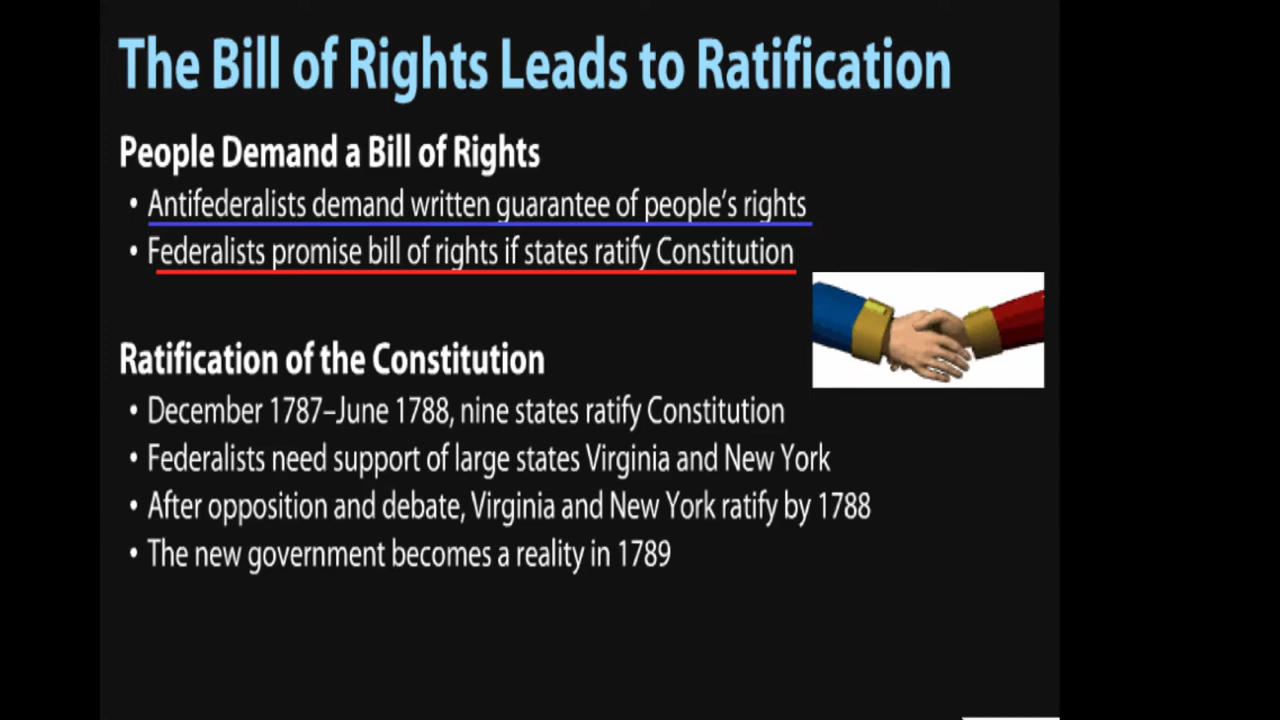 The Bill of Rights Leads to Ratification
People Demand a Bill of Rights
• Antifederalists demand written guarantee of people’s rights
• Federalists promise bill of rights if states ratify Constitution
Ratification of the Constitution
• December 1787–June 1788, nine states ratify Constitution
• Federalists need support of large states Virginia and New York
• After opposition and debate, Virginia and New York ratify by 1788
• The new government becomes a reality in 1789